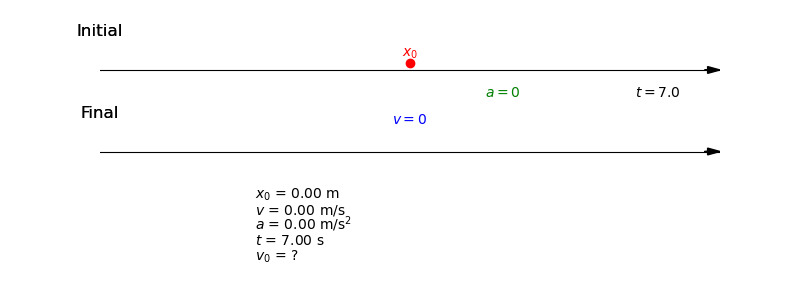 Initial
x₀
a = 0
t = 7.0
Final
v = 0
x₀ = 0.00 m
v = 0.00 m/s
a = 0.00 m/s²
t = 7.00 s
v₀ = ?